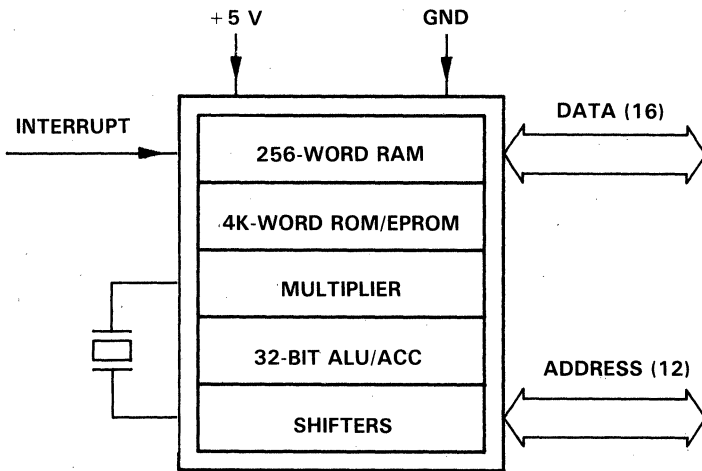 +5 V
GND
INTERRUPT
DATA (16)
256-WORD RAM
4K-WORD ROM/EPROM
MULTIPLIER
32-BIT ALU/ACC
ADDRESS (12)
SHIFTERS